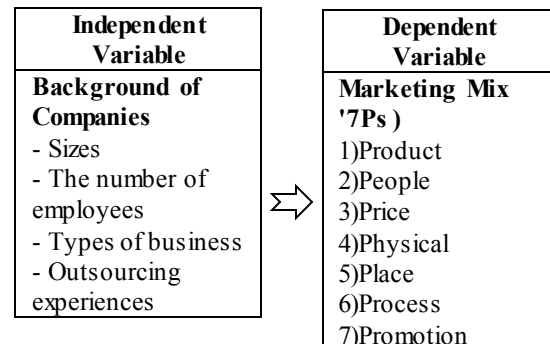 Independent
Variable
Background of
Companies
- Sizes
- The number of
employees
- Types of business
- Outsourcing
experiences
Dependent
Variable
Marketing Mix
'7Ps )
1)Product
2)People
3)Price
4)Physical
5)Place
6)Process
7)Promotion